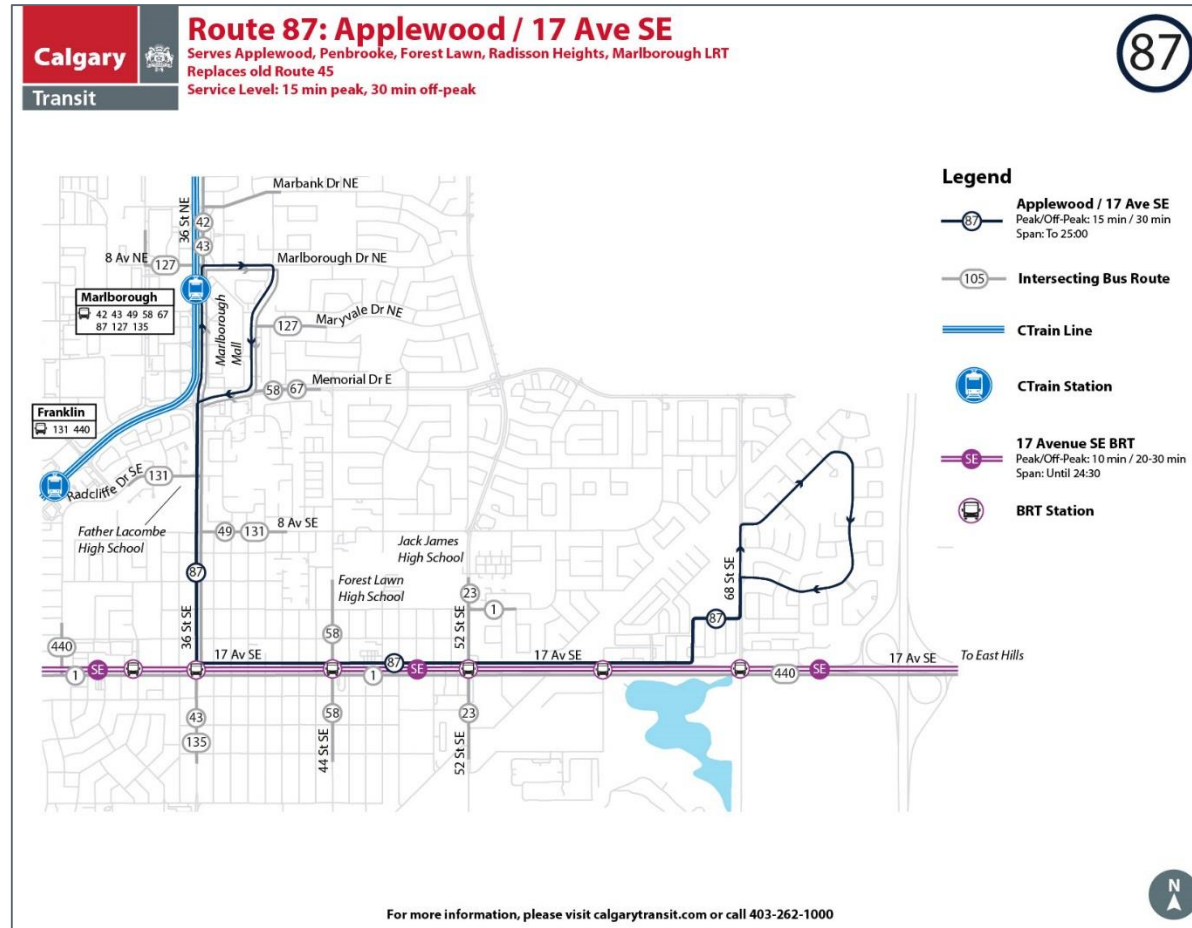 Calgary
Transit
Route 87: Applewood / 17 Ave SE
Serves Applewood, Penbrooke, Forest Lawn, Radisson Heights, Marlborough LRT
Replaces old Route 45
Service Level: 15 min peak, 30 min off-peak
87
Legend
87
Applewood / 17 Ave SE
Peak/Off-Peak: 15 min / 30 min
Span: To 25:00
105
Intersecting Bus Route
CTrain Line
CTrain Station
SE
17 Avenue SE BRT
Peak/Off-Peak: 10 min / 20-30 min
Span: Until 24:30
BRT Station
Marbank Dr NE
36 St NE
42
43
8 Av NE
127
Marlborough Dr NE
Marlborough
42 43 49 58 67
87 127 135
Marlborough
Mall
127
Maryvale Dr NE
58
67
Memorial Dr E
Franklin
131 440
Radcliffe Dr SE
131
Father Lacombe
High School
49
131
8 Av SE
Jack James
High School
87
Forest Lawn
High School
23
1
52 St SE
68 St SE
87
36 St SE
58
440
17 Av SE
87
17 Av SE
17 Av SE
To East Hills
1
SE
1
SE
440
SE
43
135
58
44 St SE
23
52 St SE
For more information, please visit calgarytransit.com or call 403-262-1000
N